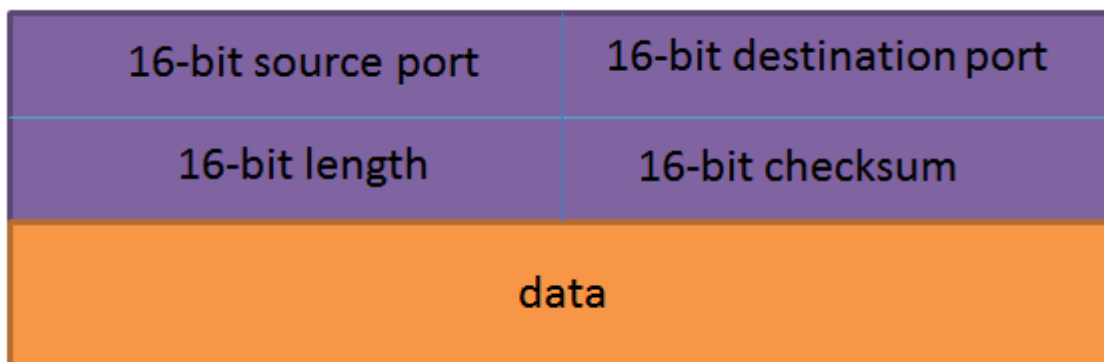 16-bit source port
16-bit destination port
16-bit length
16-bit checksum
data